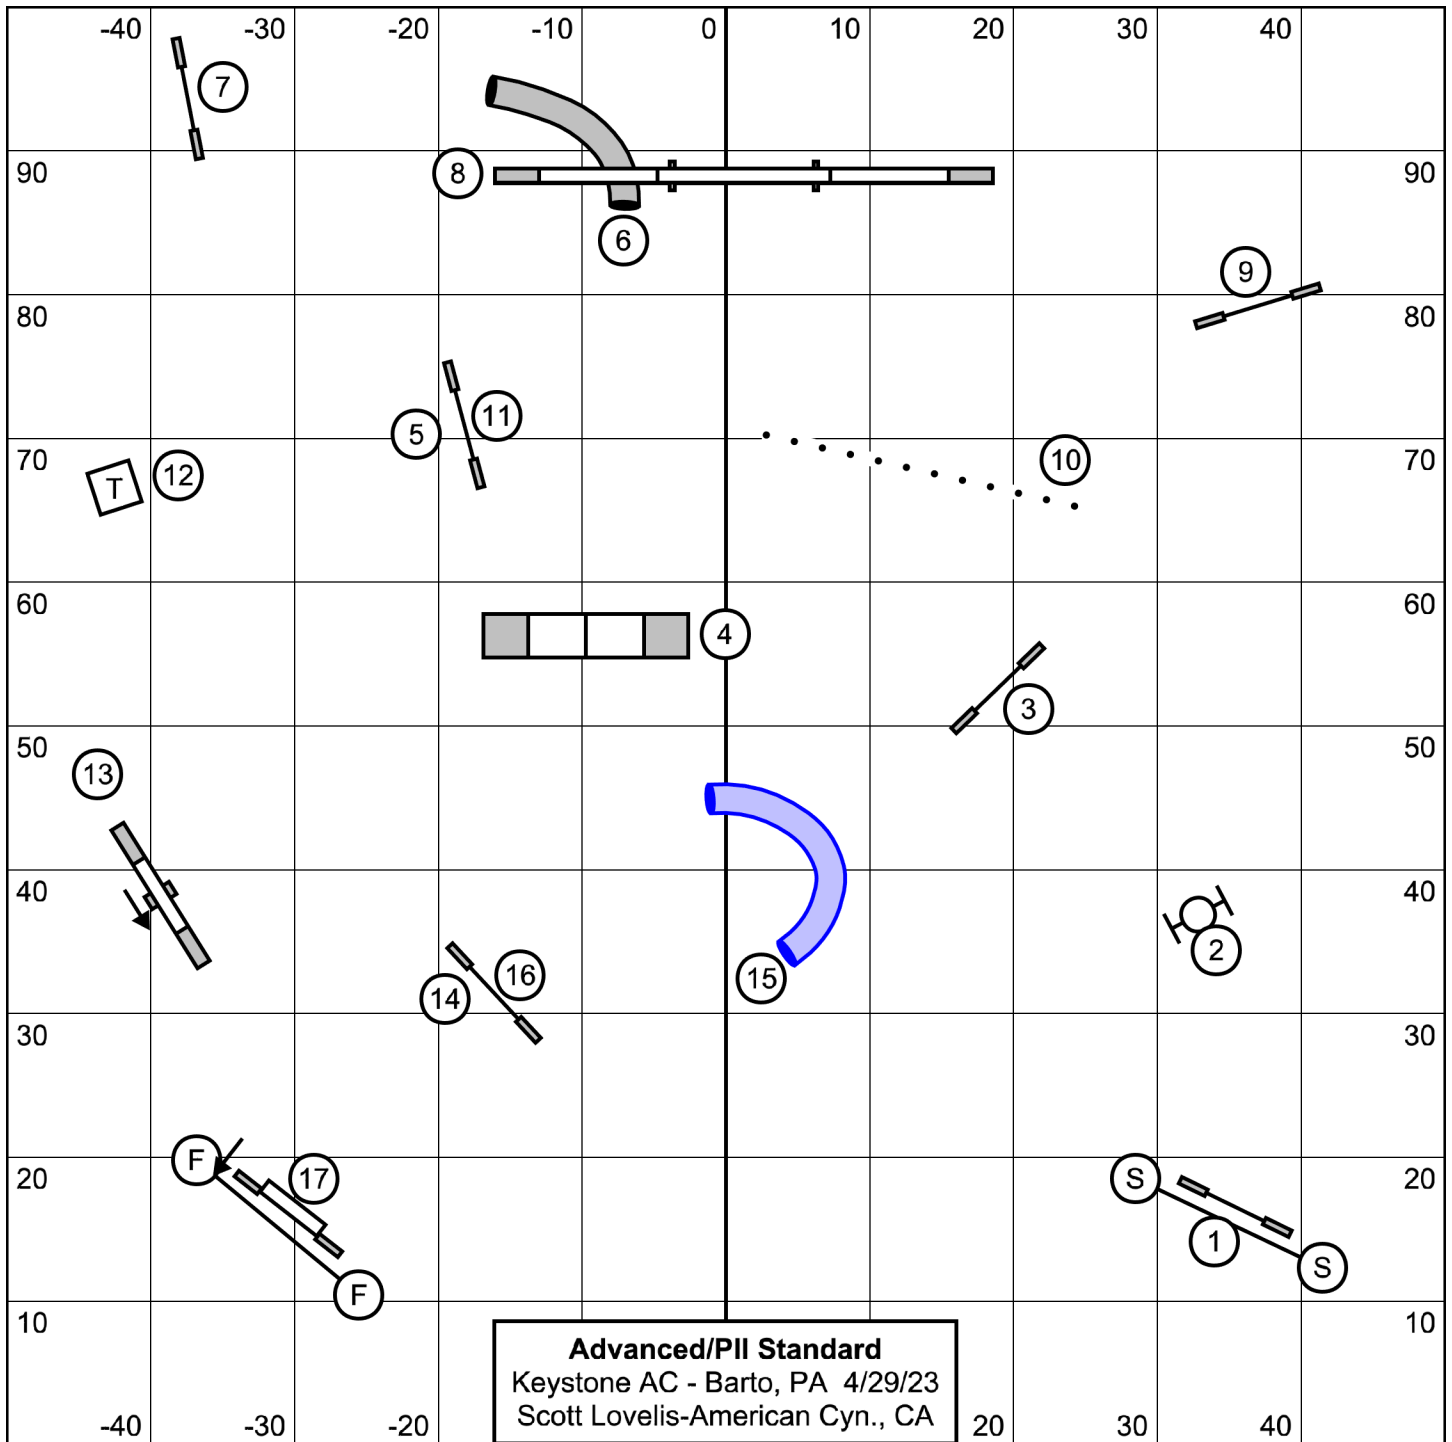 -40 -30 -20 -10 0 10 20 30 40
7
90 8 90
6
9
80 80
5 11
70 12 T 10 70
60 4 60
3
50 50
13
40 40
2
14 16 15
30 30
F
20 17 S 20
1
S
F
10 10
Advanced/PII Standard
Keystone AC - Barto, PA 4/29/23
Scott Lovelis-American Cyn., CA
-40 -30 -20 20 30 40